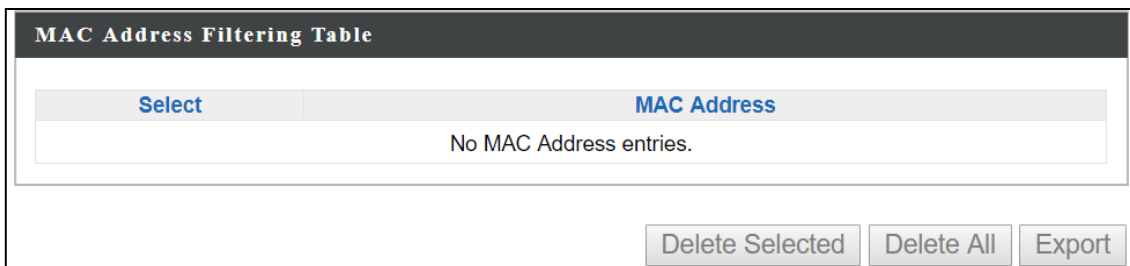 MAC Address Filtering Table
Select MAC Address
No MAC Address entries.
Delete Selected Delete All Export